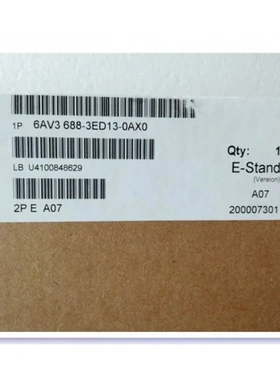 1P 6AV3 688-3ED13-0AX0
LB U4100848629
2P E A07
Qty: 1
E-Stand
(Version)
A07
200007301